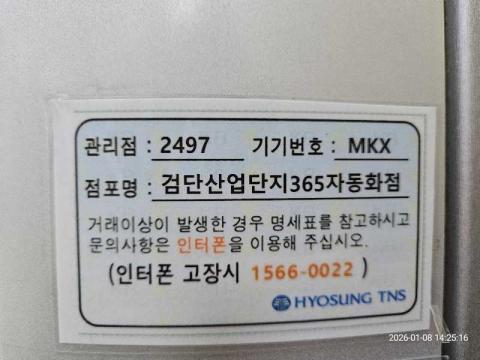 관리점 : 2497 기기번호 : MKX
점포명 : 검단산업단지365자동화점
거래이상이 발생한 경우 명세표를 참고하시고
문의사항은 인터폰을 이용해 주십시오.
(인터폰 고장시 1566-0022 )
HYOSUNG TNS
2026-01-08 14:25:16